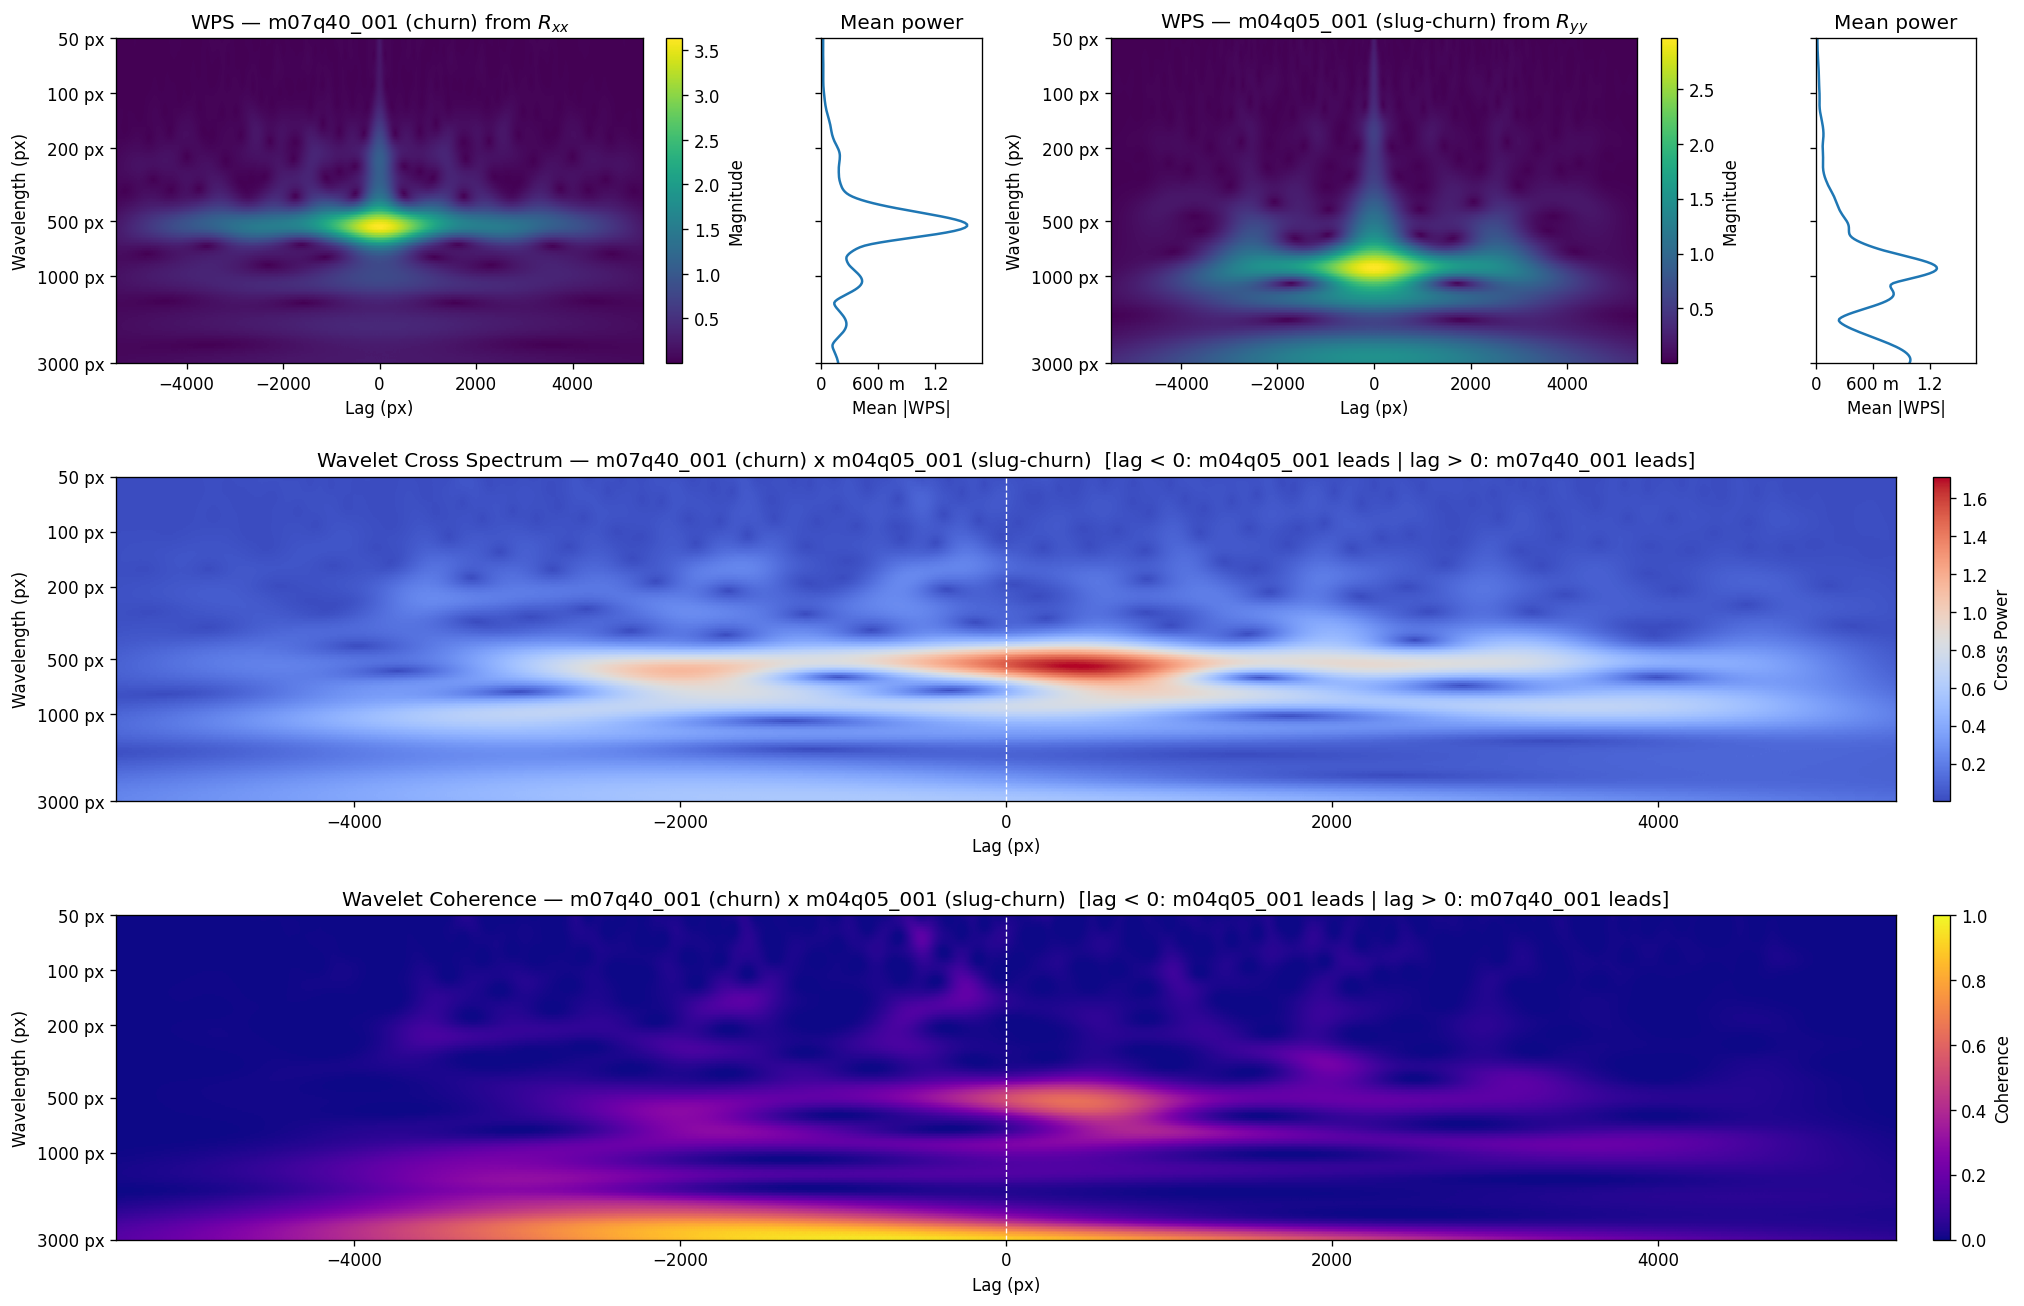 WPS — m07q40_001 (churn) from Rxx
Mean power
WPS — m04q05_001 (slug-churn) from Ryy
Mean power
50 px
100 px
200 px
500 px
1000 px
3000 px
Wavelength (px)
−4000
−2000
0
2000
4000
Lag (px)
3.5
3.0
2.5
2.0
1.5
1.0
0.5
Magnitude
0
600 m
1.2
Mean |WPS|
50 px
100 px
200 px
500 px
1000 px
3000 px
Wavelength (px)
−4000
−2000
0
2000
4000
Lag (px)
2.5
2.0
1.5
1.0
0.5
Magnitude
0
600 m
1.2
Mean |WPS|
Wavelet Cross Spectrum — m07q40_001 (churn) x m04q05_001 (slug-churn)  [lag < 0: m04q05_001 leads | lag > 0: m07q40_001 leads]
50 px
100 px
200 px
500 px
1000 px
3000 px
Wavelength (px)
−4000
−2000
0
2000
4000
Lag (px)
1.6
1.4
1.2
1.0
0.8
0.6
0.4
0.2
Cross Power
Wavelet Coherence — m07q40_001 (churn) x m04q05_001 (slug-churn)  [lag < 0: m04q05_001 leads | lag > 0: m07q40_001 leads]
50 px
100 px
200 px
500 px
1000 px
3000 px
Wavelength (px)
−4000
−2000
0
2000
4000
Lag (px)
1.0
0.8
0.6
0.4
0.2
0.0
Coherence